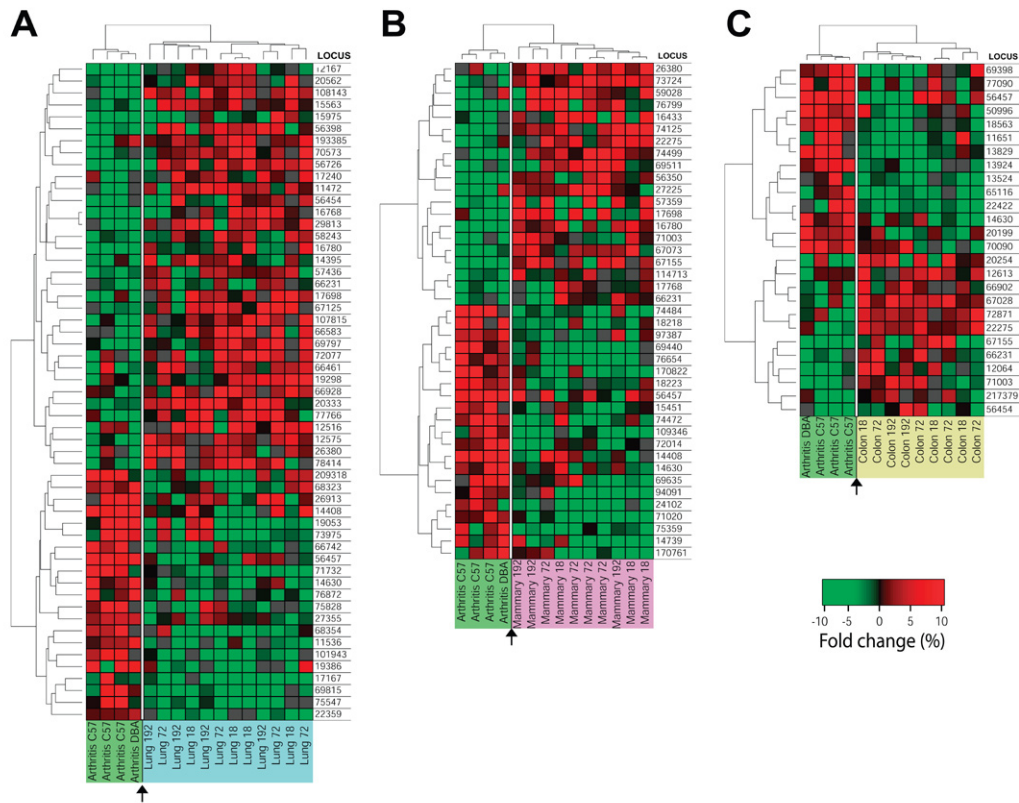 A
B
C
LOCUS
12167
20562
108143
15563
15975
56398
193385
70573
56726
17240
11472
56454
16768
29813
58243
16780
14395
57436
66231
17698
67125
107815
66583
69797
72077
66461
19298
66928
20333
77766
12516
12575
26380
78414
209318
68323
26913
14408
19053
73975
66742
56457
71732
14630
76872
75828
27355
68354
11536
101943
19386
17167
69815
75547
22359
Arthritis C57
Arthritis C57
Arthritis C57
Arthritis DBA
Lung 192
Lung 72
Lung 192
Lung 18
Lung 192
Lung 72
Lung 18
Lung 18
Lung 192
Lung 72
Lung 18
Lung 72
LOCUS
26380
73724
59028
76799
16433
74125
22275
74499
69511
56350
27225
57359
17698
16780
71003
67073
67155
114713
17768
66231
74484
18218
97387
69440
76654
170822
18223
56457
15451
74472
109346
72014
14408
14630
69635
94091
24102
71020
75359
14739
170761
Arthritis C57
Arthritis C57
Arthritis C57
Arthritis DBA
Mammary 192
Mammary 192
Mammary 72
Mammary 18
Mammary 72
Mammary 72
Mammary 72
Mammary 192
Mammary 18
Mammary 18
LOCUS
69398
77090
56457
50996
18563
11651
13829
13924
13524
65116
22422
14630
20199
70090
20254
12613
66902
67028
72871
22275
67155
66231
12064
71003
217379
56454
Arthritis DBA
Arthritis C57
Arthritis C57
Arthritis C57
Colon 18
Colon 72
Colon 192
Colon 192
Colon 72
Colon 18
Colon 192
Colon 18
Colon 72
-10 -5 0 5 10
Fold change (%)